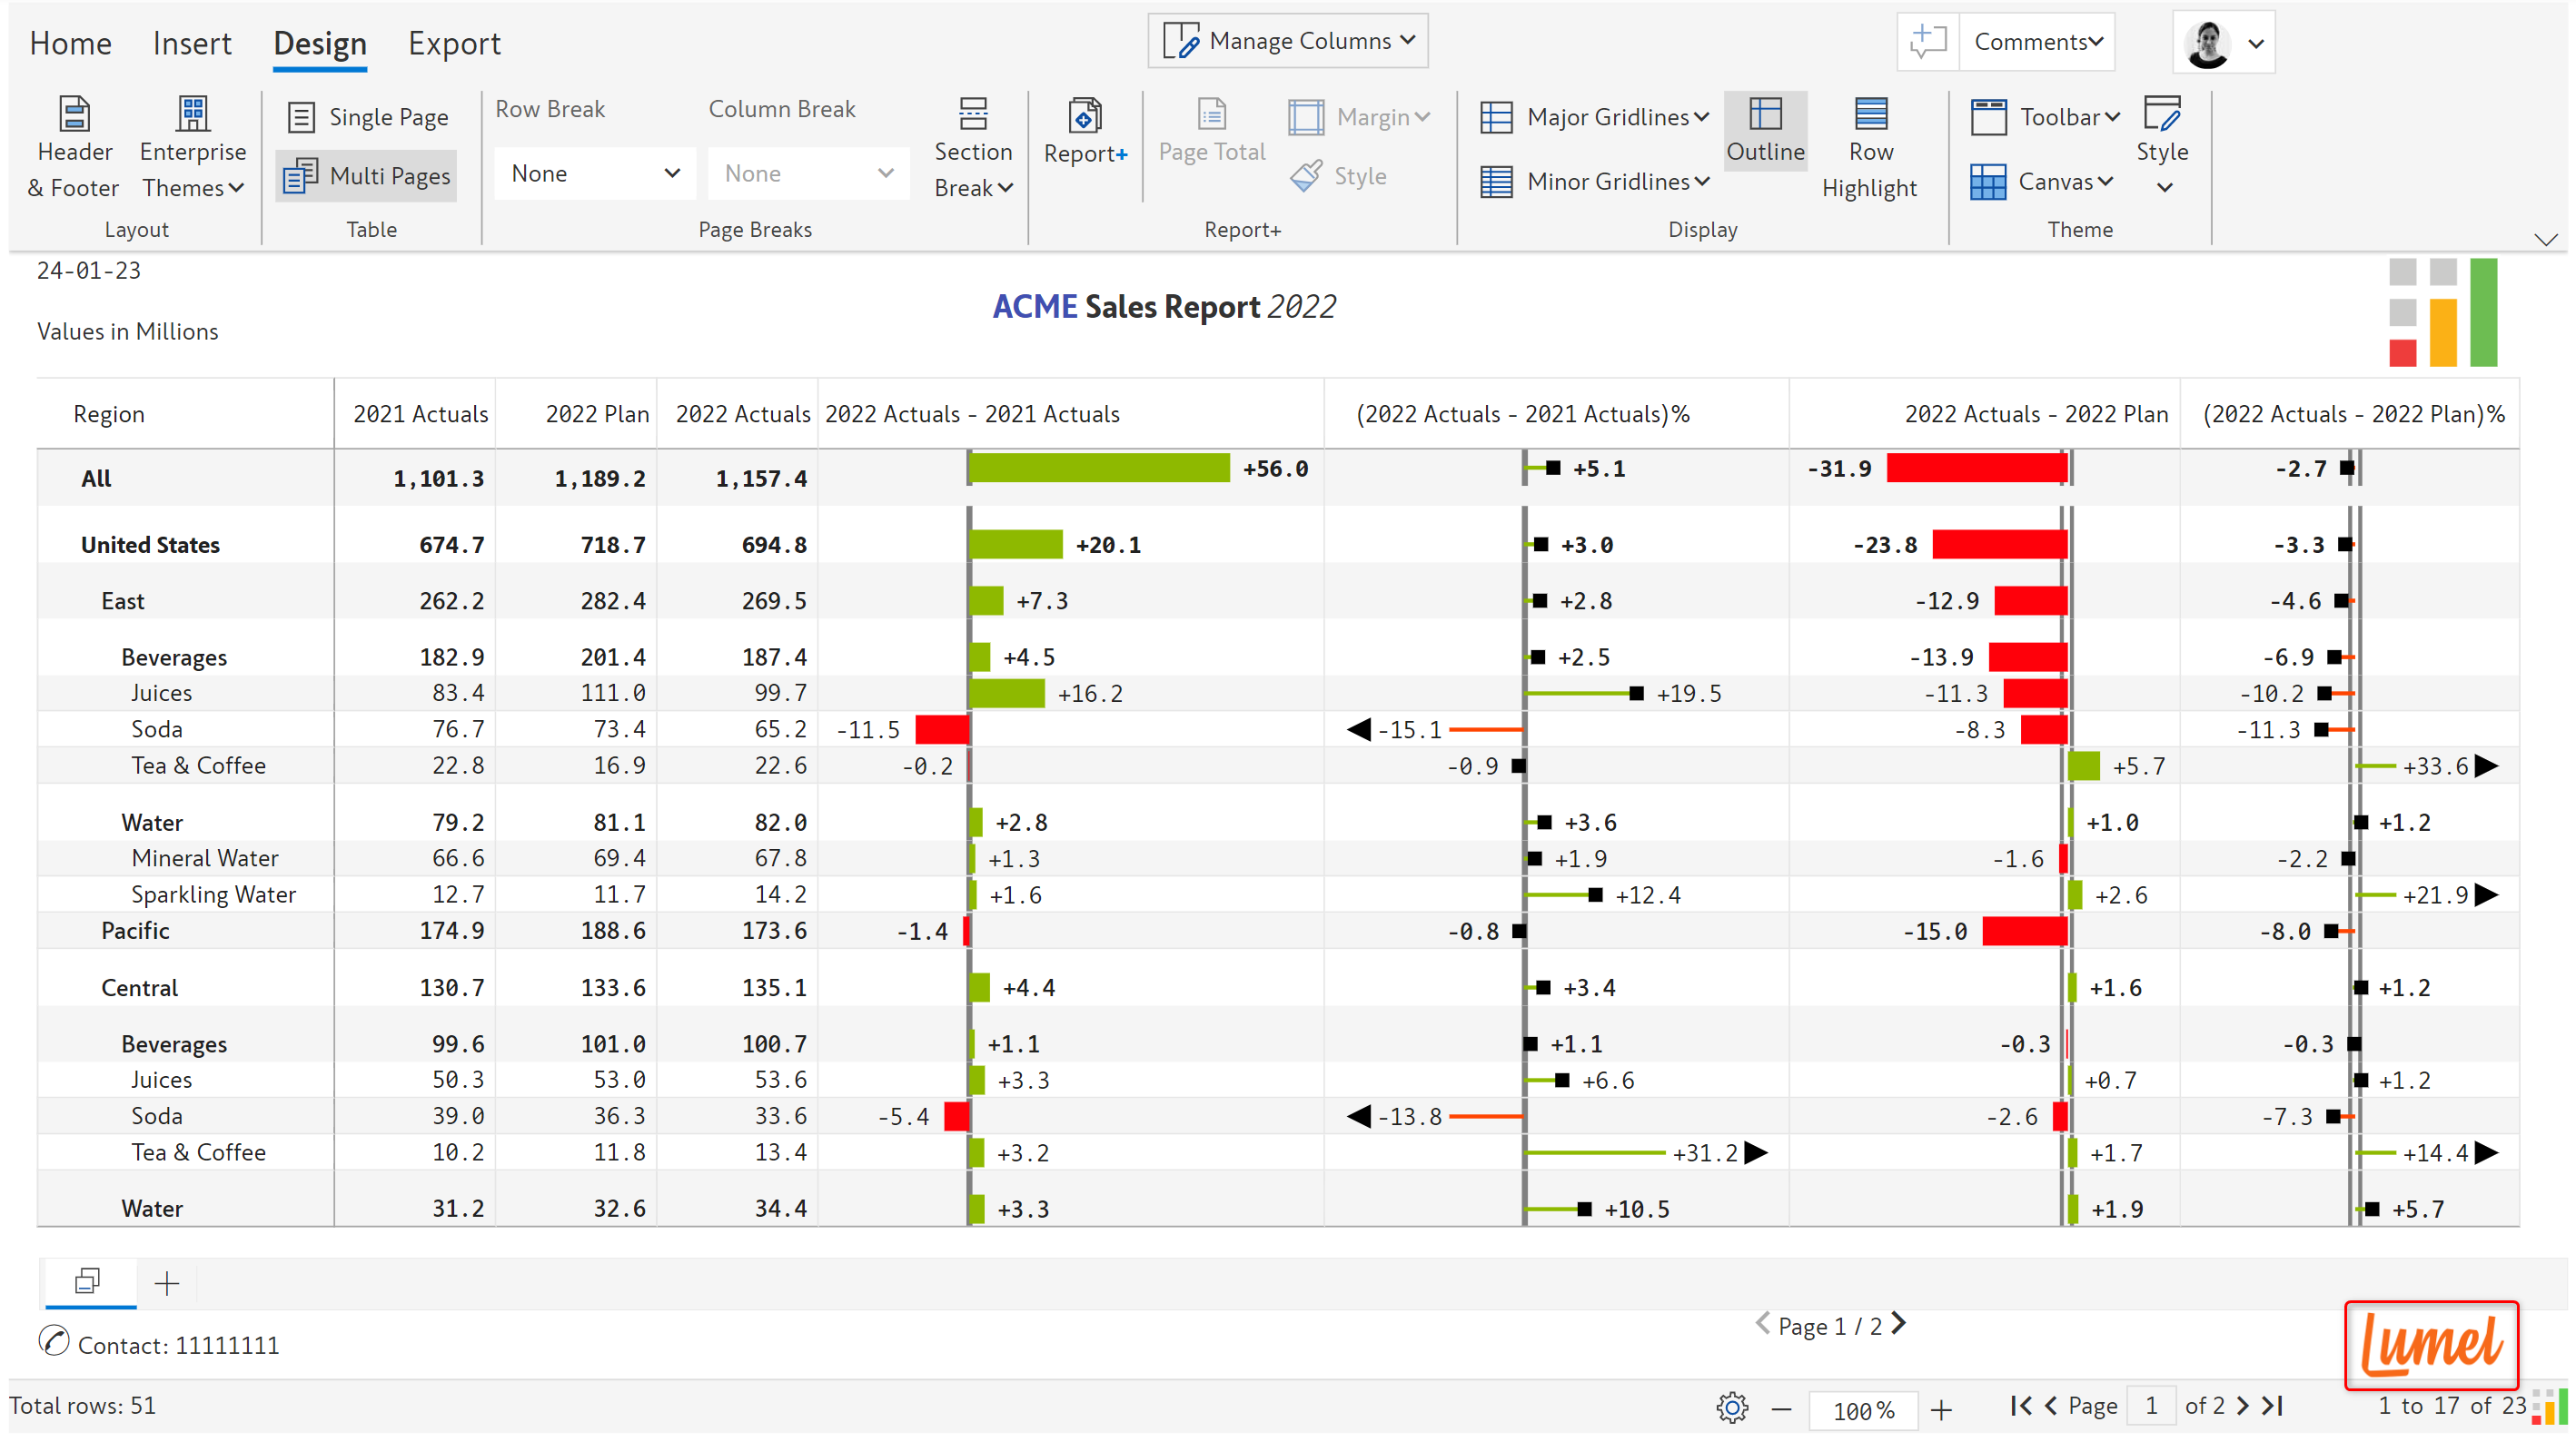 Home Insert Design Export Manage Columns Comments
Header & Footer Enterprise Themes Layout
Single Page Multi Pages Table
Row Break None Column Break None Section Break Page Breaks
Report+ Page Total Margin Style Report+
Major Gridlines Minor Gridlines Outline Row Highlight Display
Toolbar Canvas Style Theme
24-01-23
ACME Sales Report 2022
Values in Millions
Region 2021 Actuals 2022 Plan 2022 Actuals 2022 Actuals - 2021 Actuals (2022 Actuals - 2021 Actuals)% 2022 Actuals - 2022 Plan (2022 Actuals - 2022 Plan)%
All 1,101.3 1,189.2 1,157.4 +56.0 +5.1 -31.9 -2.7
United States 674.7 718.7 694.8 +20.1 +3.0 -23.8 -3.3
East 262.2 282.4 269.5 +7.3 +2.8 -12.9 -4.6
Beverages 182.9 201.4 187.4 +4.5 +2.5 -13.9 -6.9
Juices 83.4 111.0 99.7 +16.2 +19.5 -11.3 -10.2
Soda 76.7 73.4 65.2 -11.5 -15.1 -8.3 -11.3
Tea & Coffee 22.8 16.9 22.6 -0.2 -0.9 +5.7 +33.6
Water 79.2 81.1 82.0 +2.8 +3.6 +1.0 +1.2
Mineral Water 66.6 69.4 67.8 +1.3 +1.9 -1.6 -2.2
Sparkling Water 12.7 11.7 14.2 +1.6 +12.4 +2.6 +21.9
Pacific 174.9 188.6 173.6 -1.4 -0.8 -15.0 -8.0
Central 130.7 133.6 135.1 +4.4 +3.4 +1.6 +1.2
Beverages 99.6 101.0 100.7 +1.1 +1.1 -0.3 -0.3
Juices 50.3 53.0 53.6 +3.3 +6.6 +0.7 +1.2
Soda 39.0 36.3 33.6 -5.4 -13.8 -2.6 -7.3
Tea & Coffee 10.2 11.8 13.4 +3.2 +31.2 +1.7 +14.4
Water 31.2 32.6 34.4 +3.3 +10.5 +1.9 +5.7
Page 1 / 2
Contact: 11111111
Lumel
Total rows: 51 100% Page 1 of 2 1 to 17 of 23